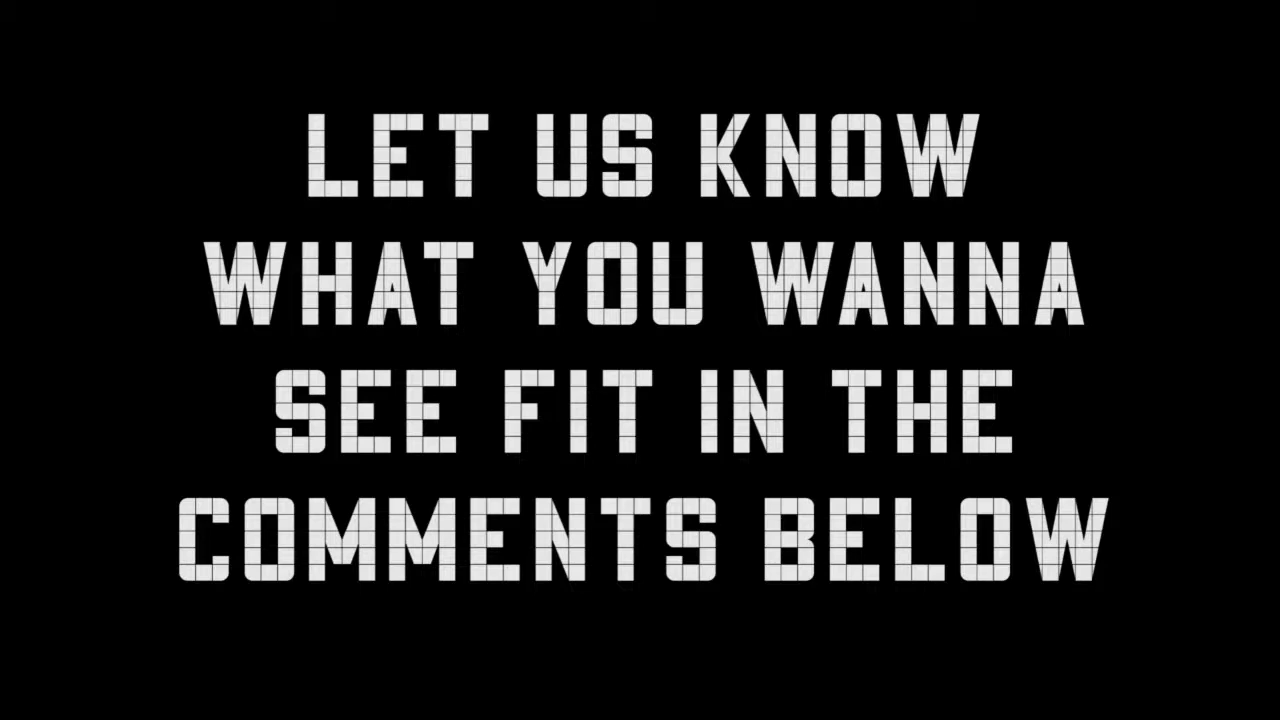 LET US KNOW
WHAT YOU WANNA
SEE FIT IN THE
COMMENTS BELOW